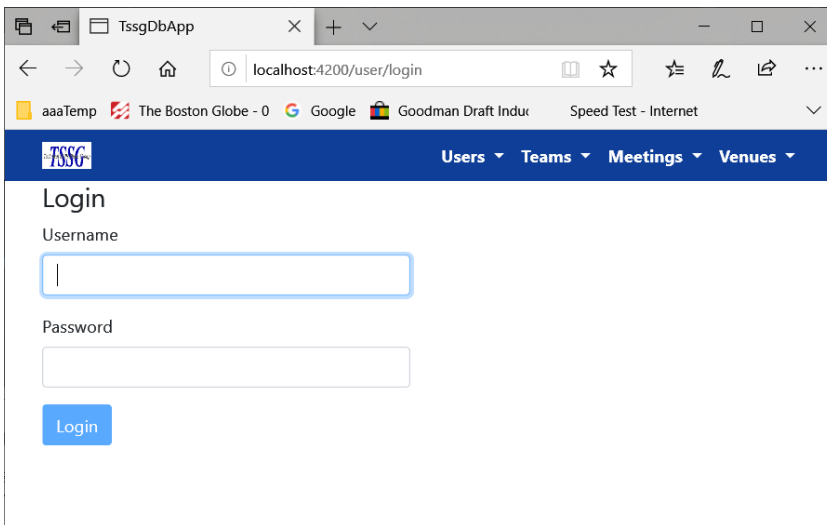 TssgDbApp
localhost:4200/user/login
aaaTemp The Boston Globe - 0 Google Goodman Draft Induc Speed Test - Internet
TSSG Users Teams Meetings Venues
Login
Username
Password
Login